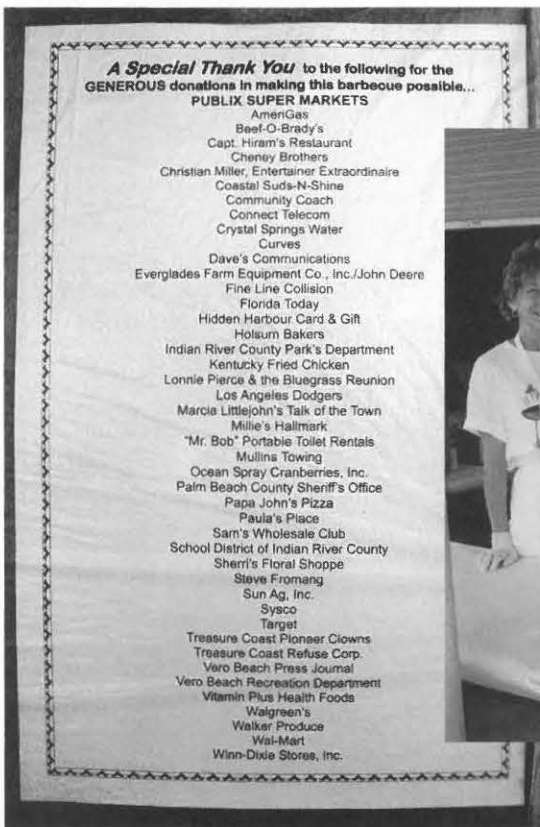 A Special Thank You to the following for the
GENEROUS donations in making this barbecue possible...
PUBLIX SUPER MARKETS
AmeriGas
Beef-O-Brady's
Capt. Hiram's Restaurant
Cheney Brothers
Christian Miller, Entertainer Extraordinaire
Coastal Suds-N-Shine
Community Coach
Connect Telecom
Crystal Springs Water
Curves
Dave's Communications
Everglades Farm Equipment Co., Inc./John Deere
Fine Line Collision
Florida Today
Hidden Harbour Card & Gift
Holsum Bakers
Indian River County Park's Department
Kentucky Fried Chicken
Lonnie Pierce & the Bluegrass Reunion
Los Angeles Dodgers
Marcia Littlejohn's Talk of the Town
Millie's Hallmark
"Mr. Bob" Portable Toilet Rentals
Mullins Towing
Ocean Spray Cranberries, Inc.
Palm Beach County Sheriff's Office
Papa John's Pizza
Paula's Place
Sam's Wholesale Club
School District of Indian River County
Sherri's Floral Shoppe
Steve Fromang
Sun Ag, Inc.
Sysco
Target
Treasure Coast Pioneer Clowns
Treasure Coast Refuse Corp.
Vero Beach Press Journal
Vero Beach Recreation Department
Vitamin Plus Health Foods
Walgreen's
Walker Produce
Wal-Mart
Winn-Dixie Stores, Inc.